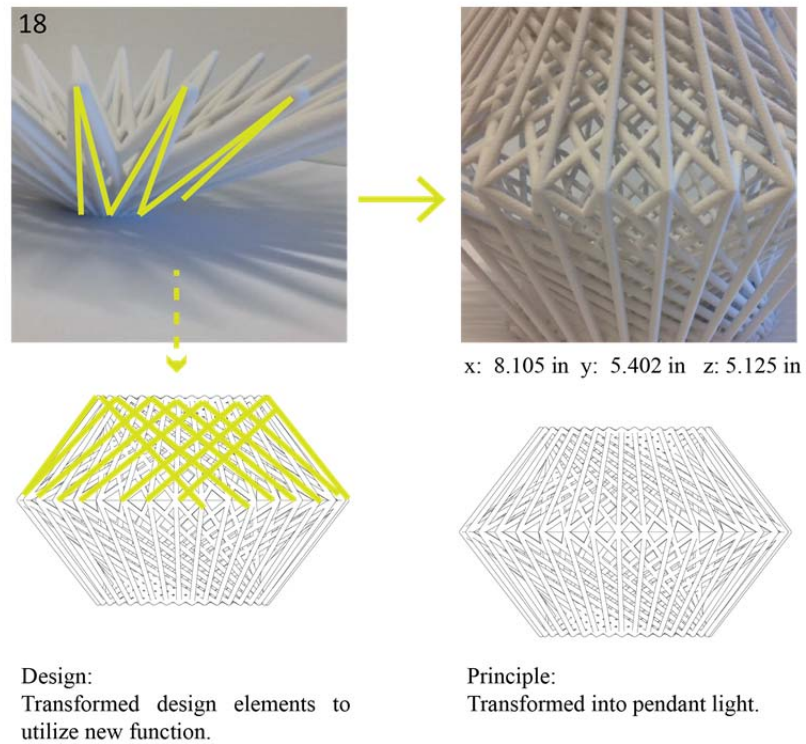 18
x: 8.105 in y: 5.402 in z: 5.125 in
Design:
Transformed design elements to
utilize new function.
Principle:
Transformed into pendant light.